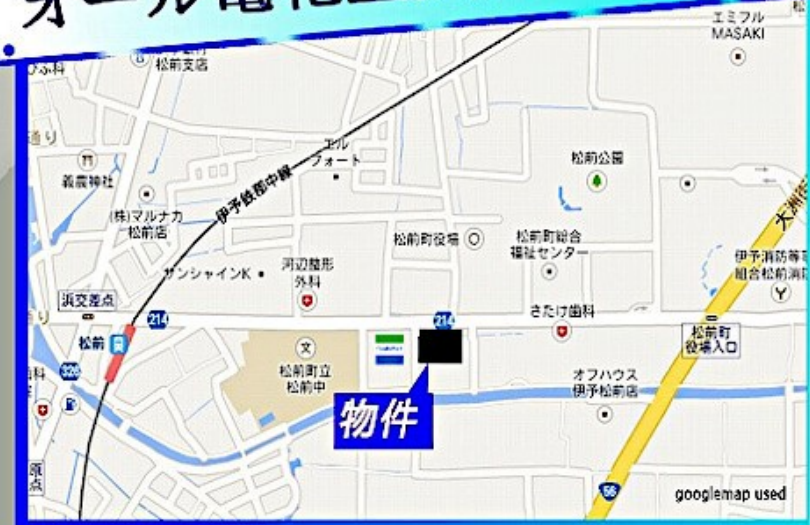 オール電化
エミフル
MASAKI
松前支店
義農神社
エル
フォート
松前公園
伊予鉄郡中線
(株)マルナカ
松前店
松前町役場
松前町総合
福祉センター
サンシャインK
河辺整形
外科
伊予消防等事
組合松前消
浜交差点
214
214
さたけ歯科
松前
松前町
役場入口
326
松前町立
松前中
オフハウス
伊予松前店
物件
56
googlemap used